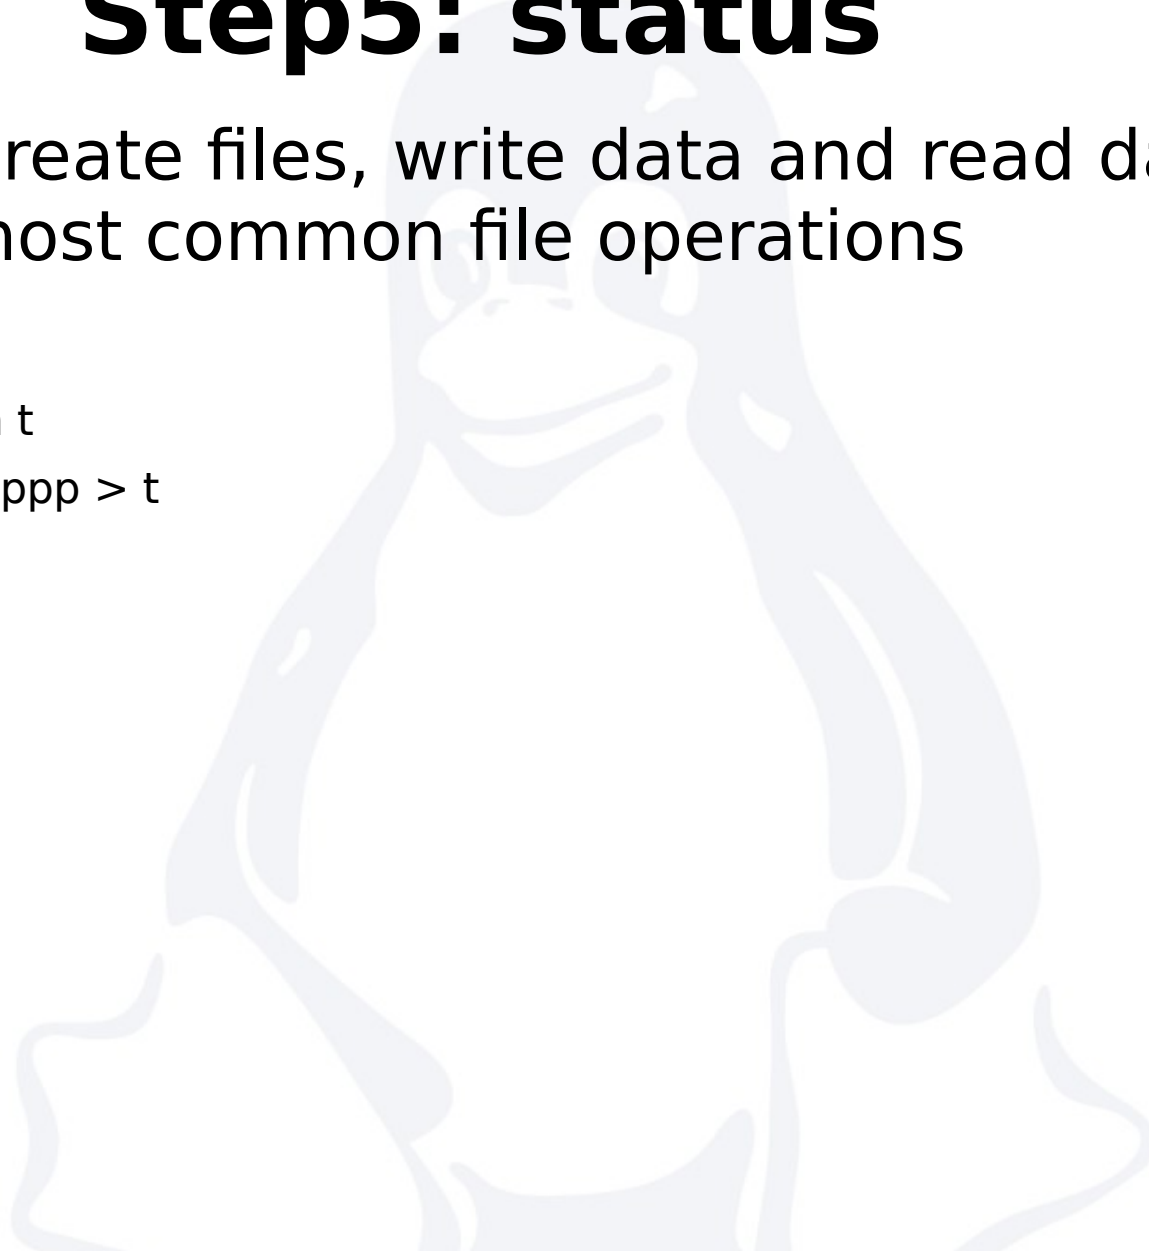 Step5: status
reate files, write data and read da
ost common file operations
t
ppp > t